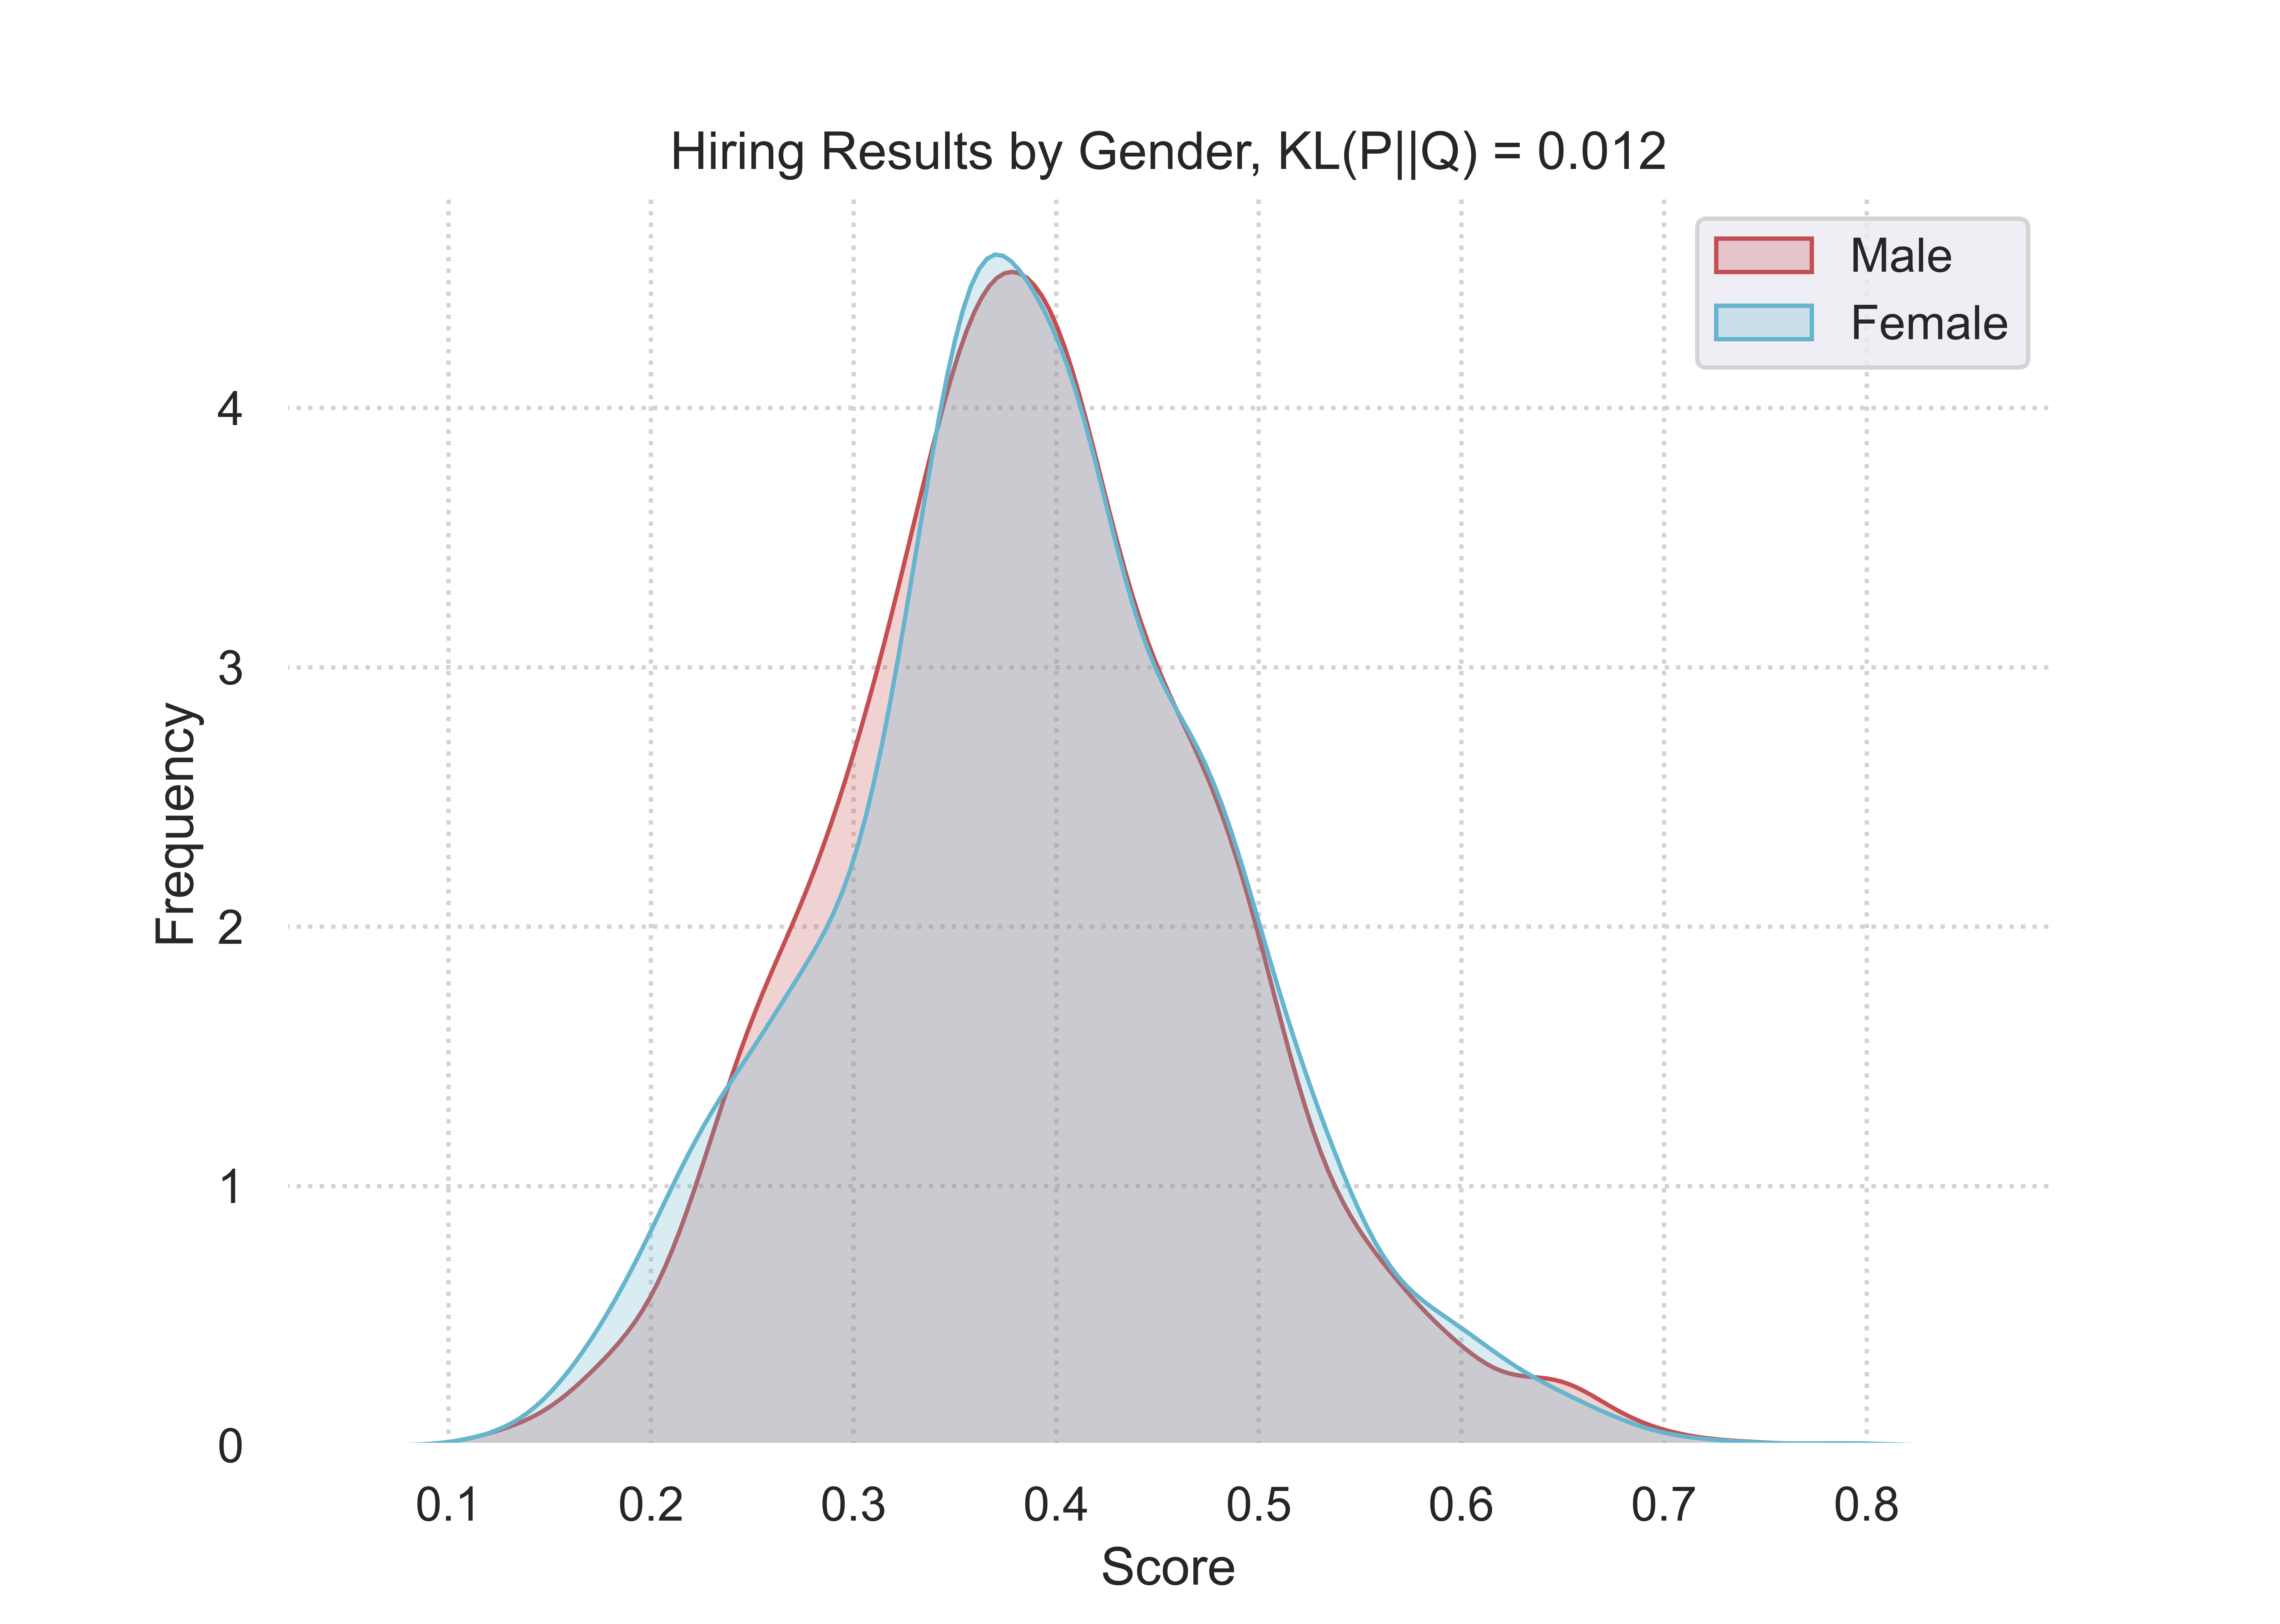 Hiring Results by Gender, KL(P||Q) = 0.012
Male
Female
4
3
2
1
0
Frequency
0.1 0.2 0.3 0.4 0.5 0.6 0.7 0.8
Score